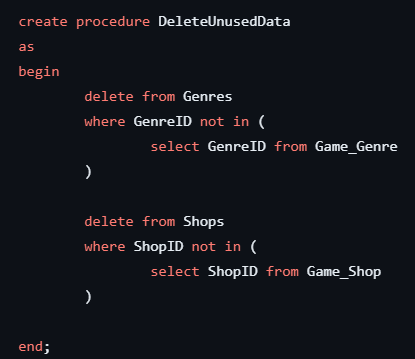 create procedure DeleteUnusedData
as
begin
        delete from Genres
        where GenreID not in (
                select GenreID from Game_Genre
        )

        delete from Shops
        where ShopID not in (
                select ShopID from Game_Shop
        )

end;